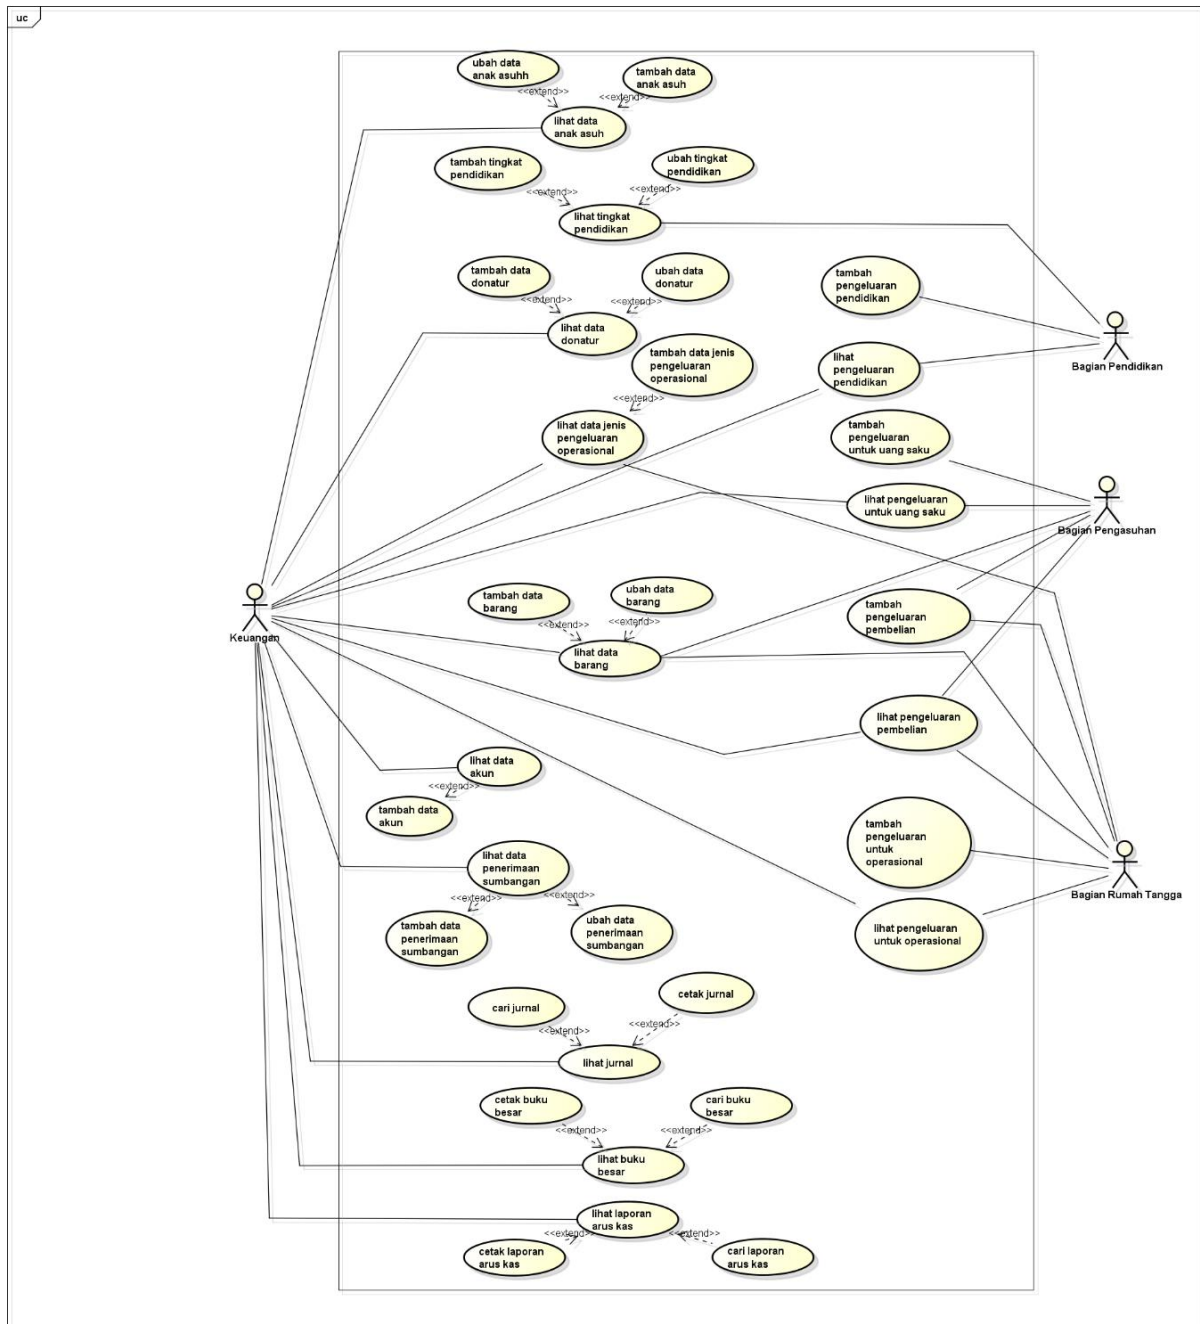 uc
ubah data
anak asuhh
tambah data
anak asuh
<<extend>>
<<extend>>
lihat data
anak asuh
tambah tingkat
pendidikan
ubah tingkat
pendidikan
<<extend>>
<<extend>>
lihat tingkat
pendidikan
tambah data
donatur
ubah data
donatur
<<extend>>
<<extend>>
lihat data
donatur
tambah
pengeluaran
pendidikan
Bagian Pendidikan
tambah data jenis
pengeluaran
operasional
lihat
pengeluaran
pendidikan
<<extend>>
lihat data jenis
pengeluaran
operasional
tambah
pengeluaran
untuk uang saku
lihat pengeluaran
untuk uang saku
Bagian Pengasuhan
Keuangan
tambah data
barang
ubah data
barang
<<extend>>
<<extend>>
lihat data
barang
tambah
pengeluaran
pembelian
lihat pengeluaran
pembelian
lihat data
akun
<<extend>>
tambah data
akun
tambah
pengeluaran
untuk
operasional
Bagian Rumah Tangga
lihat data
penerimaan
sumbangan
<<extend>>
<<extend>>
tambah data
penerimaan
sumbangan
ubah data
penerimaan
sumbangan
lihat pengeluaran
untuk operasional
cari jurnal
cetak jurnal
<<extend>>
<<extend>>
lihat jurnal
cetak buku
besar
cari buku
besar
<<extend>>
<<extend>>
lihat buku
besar
lihat laporan
arus kas
<<extend>>
<<extend>>
cetak laporan
arus kas
cari laporan
arus kas